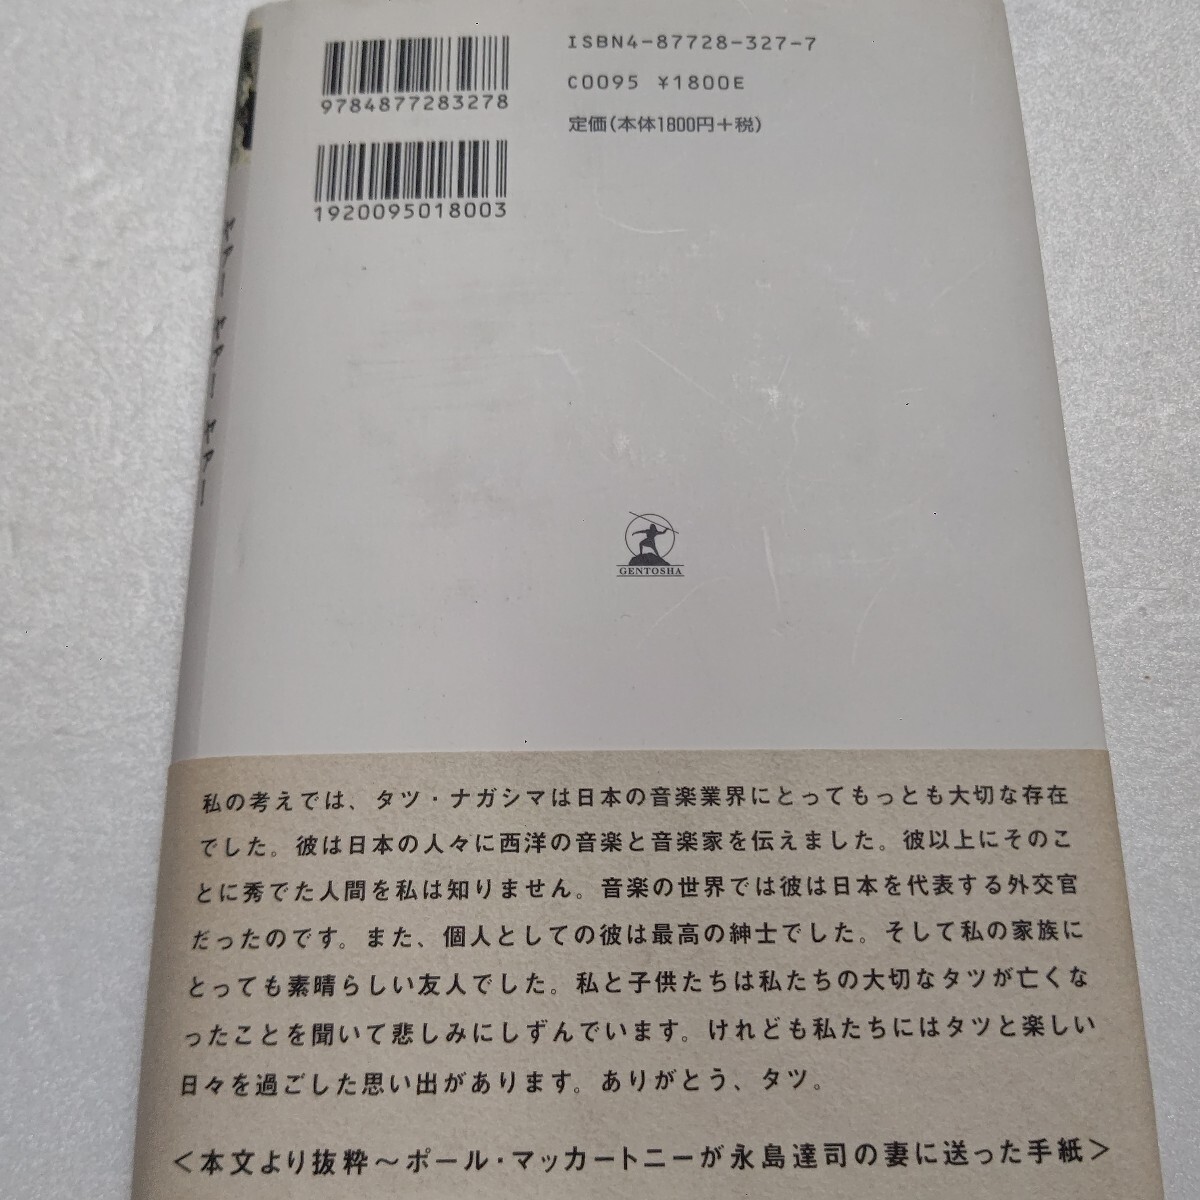 9784877283278
1920095018003
ISBN4-87728-327-7
C0095 ¥1800E
定価(本体1800円+税)
ヤァー ヤァー ヤァー
GENTOSHA
私の考えでは、タツ・ナガシマは日本の音楽業界にとってもっとも大切な存在
でした。彼は日本の人々に西洋の音楽と音楽家を伝えました。彼以上にそのこ
とに秀でた人間を私は知りません。音楽の世界では彼は日本を代表する外交官
だったのです。また、個人としての彼は最高の紳士でした。そして私の家族に
とっても素晴らしい友人でした。私と子供たちは私たちの大切なタツが亡くな
ったことを聞いて悲しみにしずんでいます。けれども私たちにはタツと楽しい
日々を過ごした思い出があります。ありがとう、タツ。
<本文より抜粋～ポール・マッカートニーが永島達司の妻に送った手紙>